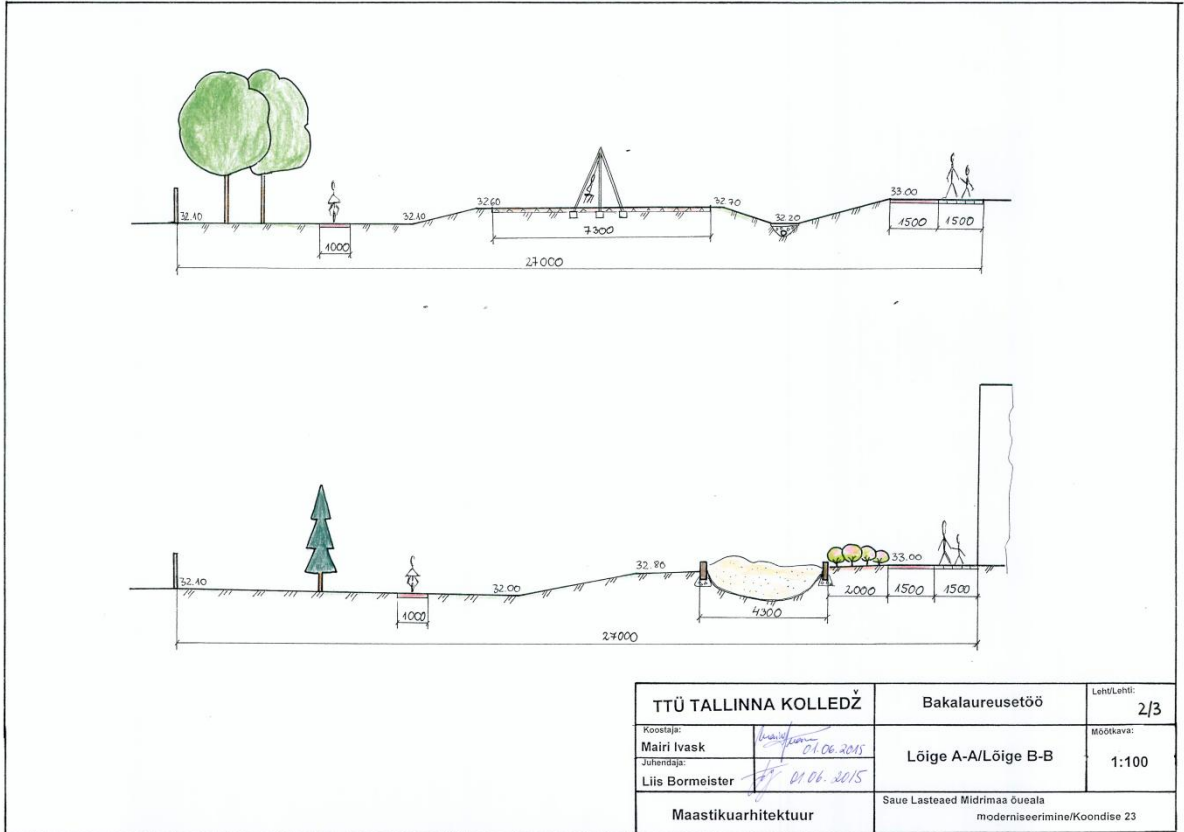 32.10
32.10
32.60
32.70
32.20
33.00
1000
7300
1500
1500
27000
32.10
32.00
32.80
33.00
1000
4300
2000
1500
1500
27000
TTÜ TALLINNA KOLLEDŽ
Bakalaureusetöö
Leht/Lehti:
2/3
Koostaja:
Mairi Ivask
01.06.2015
Juhendaja:
Liis Bormeister
01.06.2015
Lõige A-A/Lõige B-B
Mõõtkava:
1:100
Maastikuarhitektuur
Saue Lasteaed Midrimaa õueala
moderniseerimine/Koondise 23